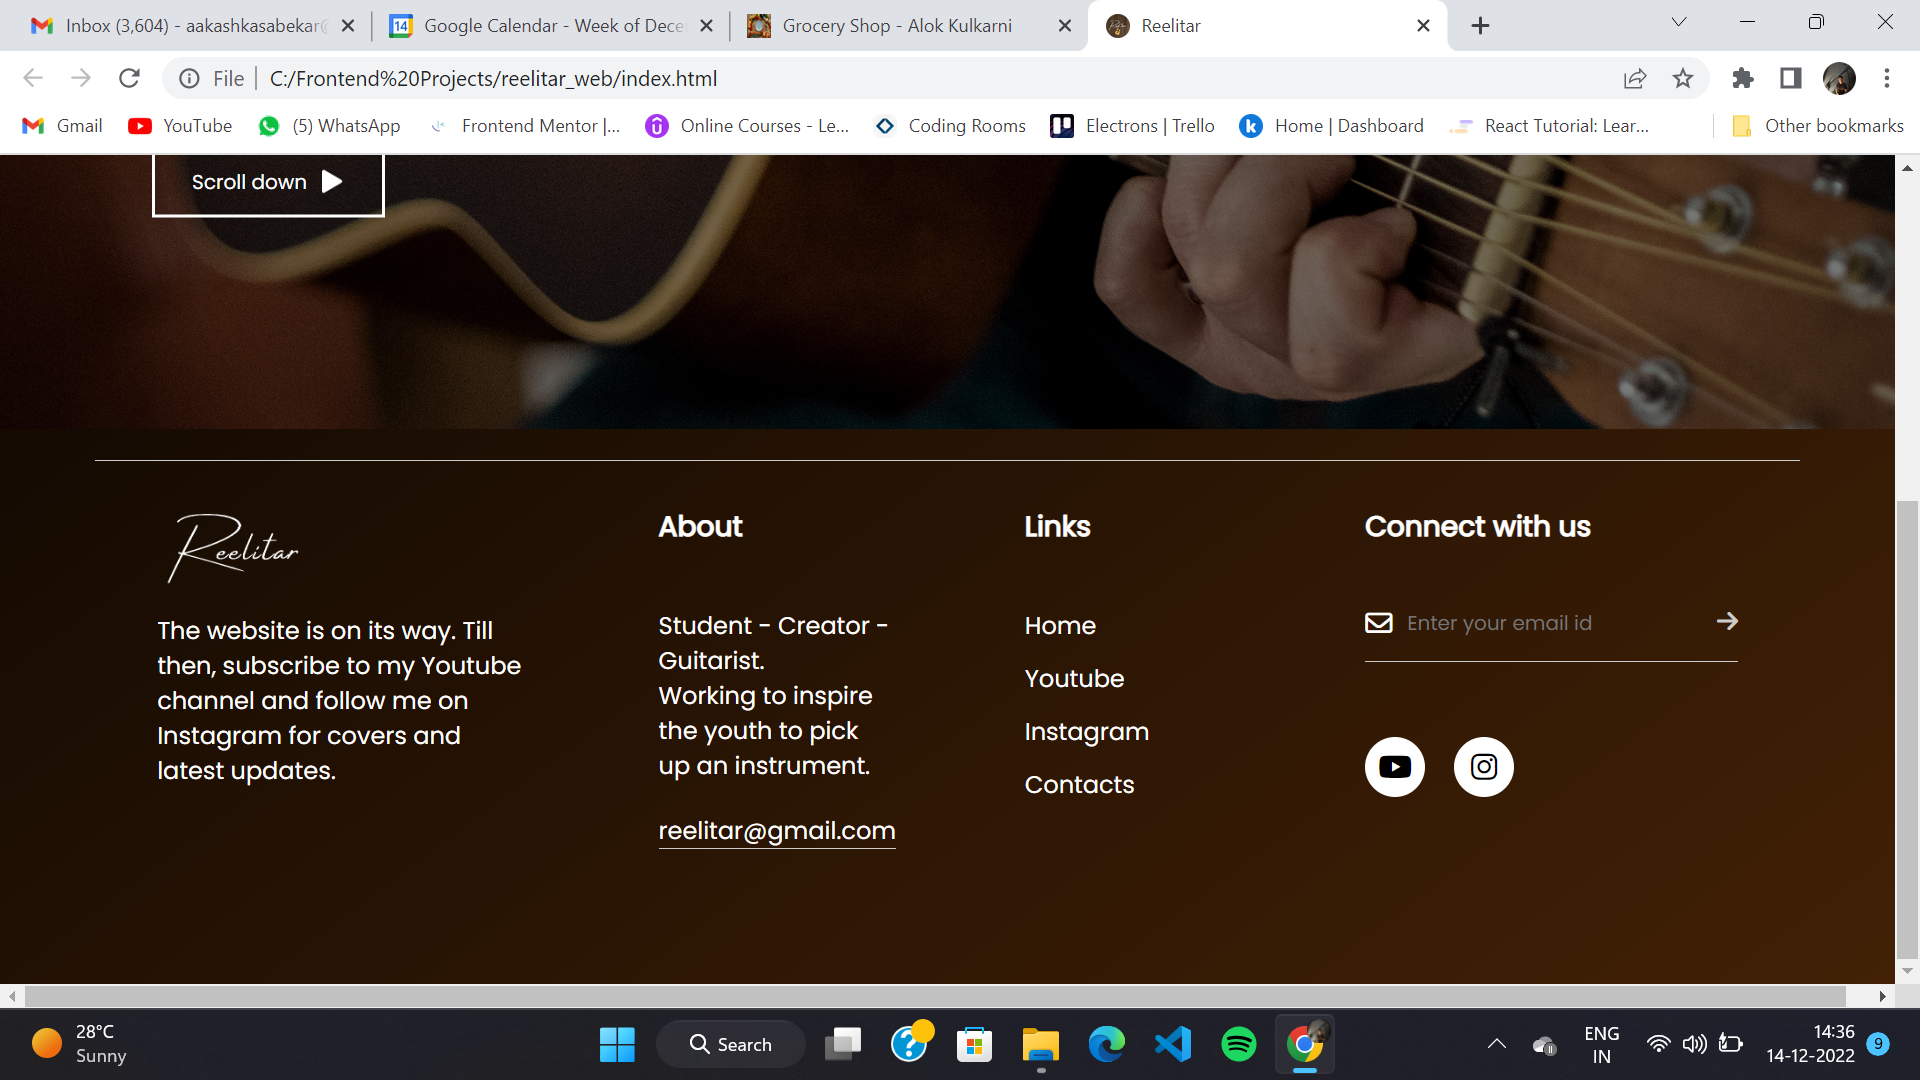 Inbox (3,604) - aakashkasabekar@
Google Calendar - Week of Dece
Grocery Shop - Alok Kulkarni
Reelitar
File
C:/Frontend%20Projects/reelitar_web/index.html
Gmail
YouTube
(5) WhatsApp
Frontend Mentor |...
Online Courses - Le...
Coding Rooms
Electrons | Trello
Home | Dashboard
React Tutorial: Lear...
Other bookmarks
Scroll down
Reelitar
The website is on its way. Till
then, subscribe to my Youtube
channel and follow me on
Instagram for covers and
latest updates.
About
Student - Creator -
Guitarist.
Working to inspire
the youth to pick
up an instrument.
reelitar@gmail.com
Links
Home
Youtube
Instagram
Contacts
Connect with us
Enter your email id
28°C
Sunny
Search
ENG
IN
14:36
14-12-2022
9